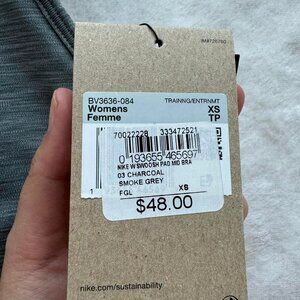 BV3636-084 TRAINING/ENTRNMT
Womens XS
Femme TP
70022228 333472521
0 193655 465697
NIKE W SWOOSH PAD MID BRA
03 CHARCOAL
SMOKE GREY
FGL XS
$48.00
nike.com/sustainability